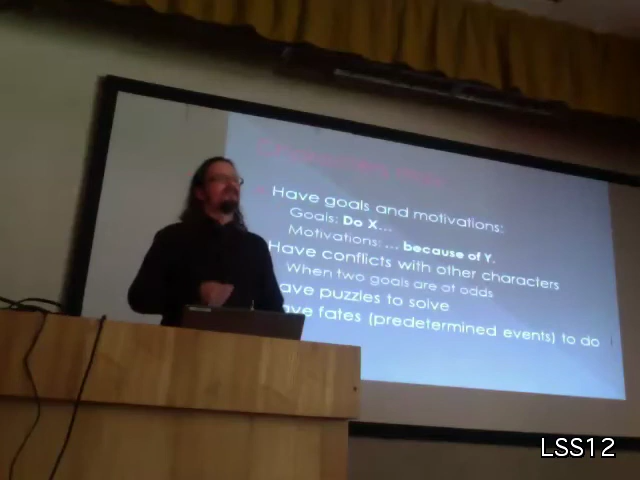 Have goals and motivations:
Goals: Do X...
Motivations: ... because of Y.
Have conflicts with other characters
When two goals are at odds
ave puzzles to solve
ave fates (predetermined events) to do
LSS12